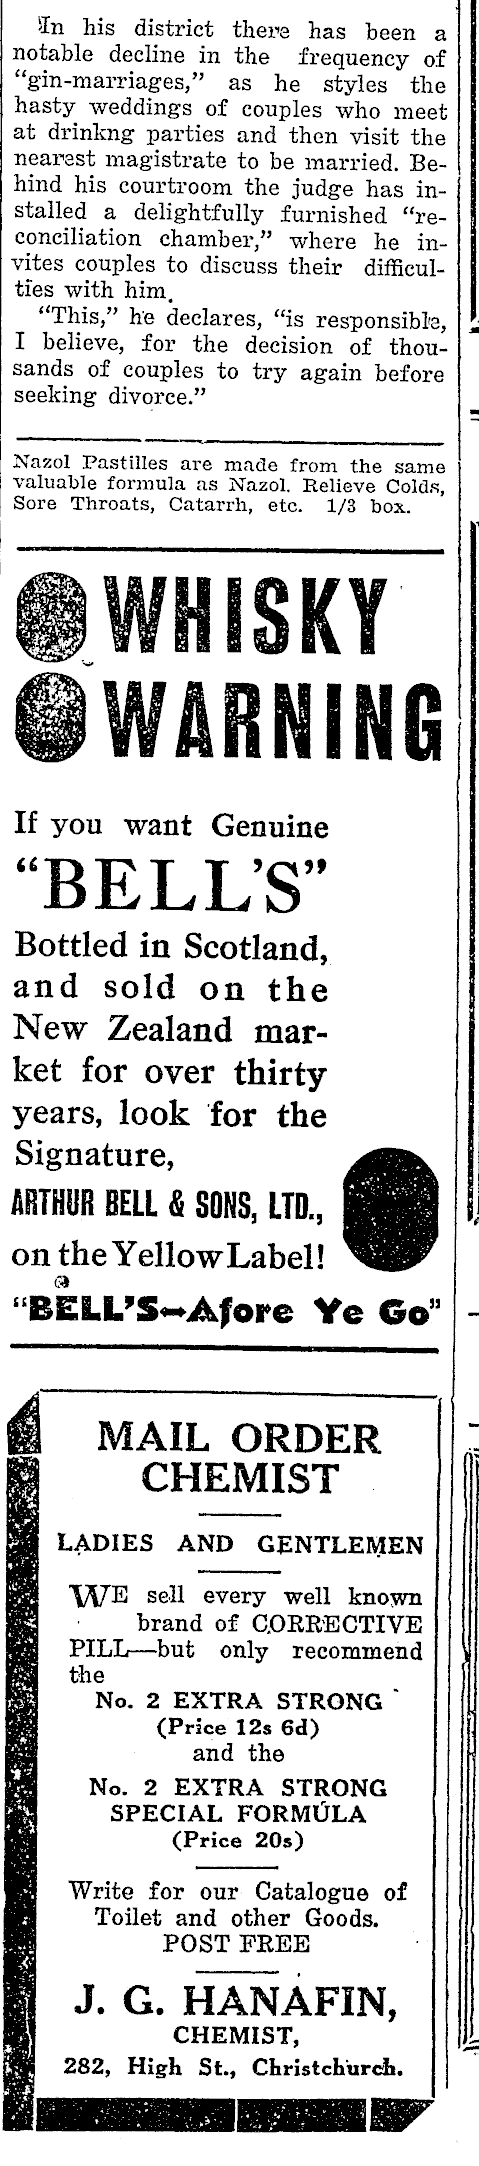 In his district there has been a
notable decline in the frequency of
“gin-marriages,” as he styles the
hasty weddings of couples who meet
at drinkng parties and then visit the
nearest magistrate to be married. Be-
hind his courtroom the judge has in-
stalled a delightfully furnished “re-
conciliation chamber,” where he in-
vites couples to discuss their difficul-
ties with him.
“This,” he declares, “is responsible,
I believe, for the decision of thou-
sands of couples to try again before
seeking divorce.”
Nazol Pastilles are made from the same
valuable formula as Nazol. Relieve Colds,
Sore Throats, Catarrh, etc. 1/3 box.
WHISKY
WARNING
If you want Genuine
“BELL'S”
Bottled in Scotland,
and sold on the
New Zealand mar-
ket for over thirty
years, look for the
Signature,
ARTHUR BELL & SONS, LTD.,
on the Yellow Label!
“BELL'S—Afore Ye Go”
MAIL ORDER
CHEMIST
LADIES AND GENTLEMEN
WE sell every well known
brand of CORRECTIVE
PILL—but only recommend
the
No. 2 EXTRA STRONG
(Price 12s 6d)
and the
No. 2 EXTRA STRONG
SPECIAL FORMULA
(Price 20s)
Write for our Catalogue of
Toilet and other Goods.
POST FREE
J. G. HANAFIN,
CHEMIST,
282, High St., Christchurch.